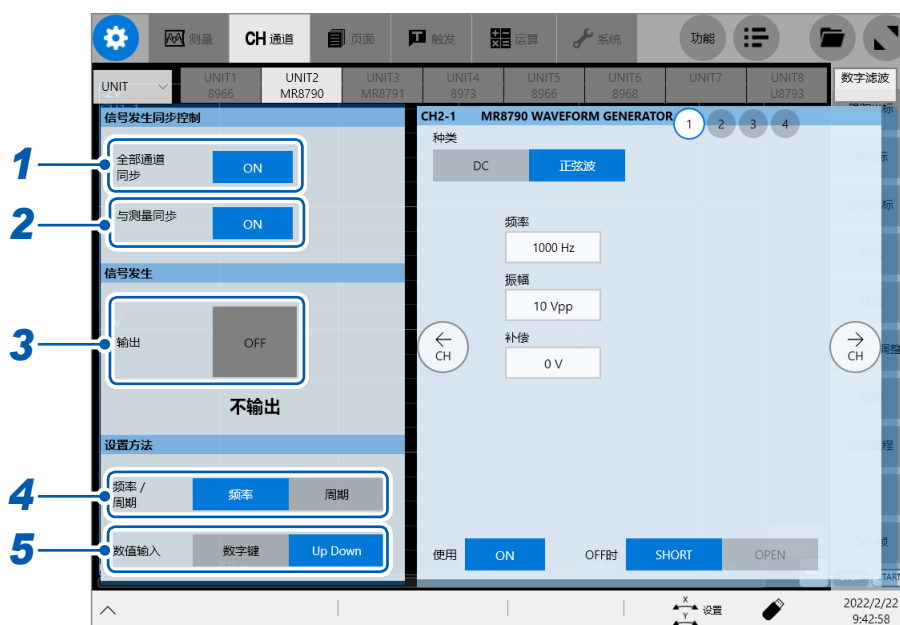 测量
CH 通道
页面
触发
运算
系统
功能
UNIT
UNIT1
8966
UNIT2
MR8790
UNIT3
MR8791
UNIT4
8973
UNIT5
8966
UNIT6
8968
UNIT7
UNIT8
U8793
数字滤波
信号发生同步控制
1
全部通道
同步
ON
2
与测量同步
ON
信号发生
3
输出
OFF
不输出
设置方法
4
频率 /
周期
频率
周期
5
数值输入
数字键
Up Down
CH2-1 MR8790 WAVEFORM GENERATOR
1
2
3
4
种类
DC
正弦波
频率
1000 Hz
振幅
10 Vpp
补偿
0 V
←
CH
→
CH
使用
ON
OFF时
SHORT
OPEN
X
Y
设置
2022/2/22
9:42:58